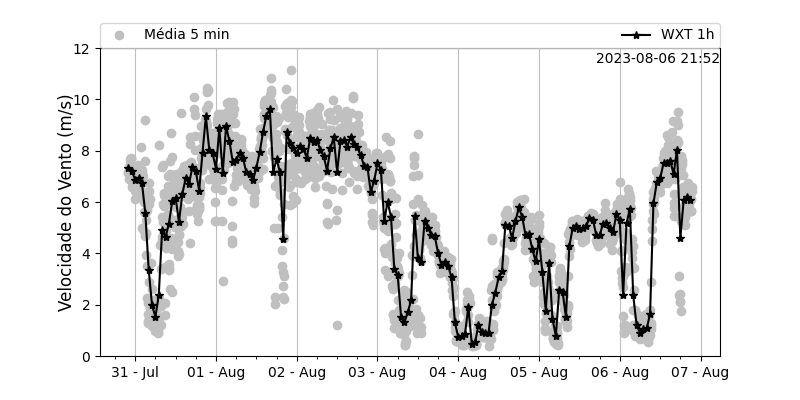 Média 5 min
WXT 1h
2023-08-06 21:52
Velocidade do Vento (m/s)
12
10
8
6
4
2
0
31 - Jul
01 - Aug
02 - Aug
03 - Aug
04 - Aug
05 - Aug
06 - Aug
07 - Aug